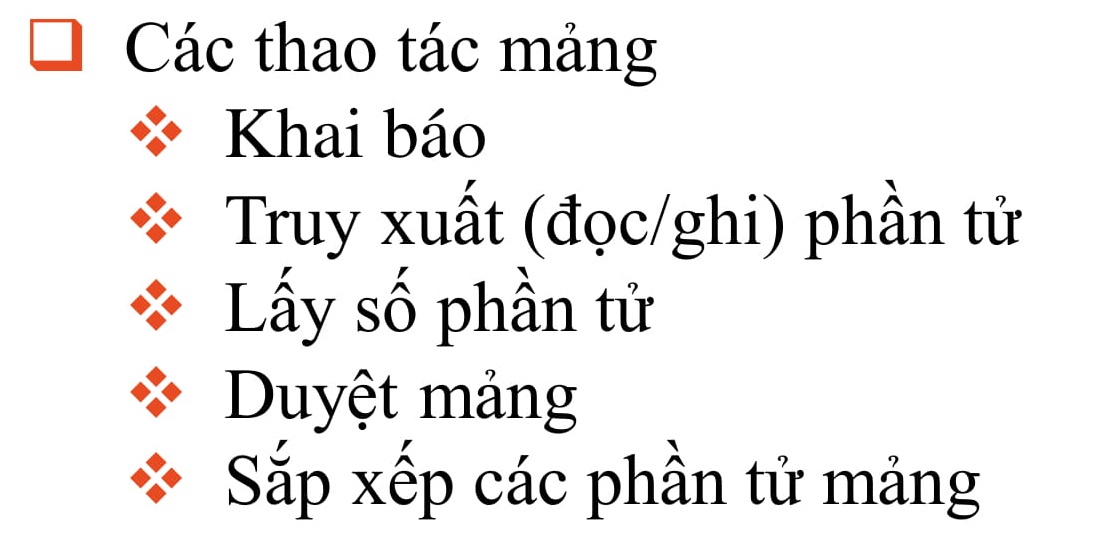 Các thao tác mảng
Khai báo
Truy xuất (đọc/ghi) phần tử
Lấy số phần tử
Duyệt mảng
Sắp xếp các phần tử mảng